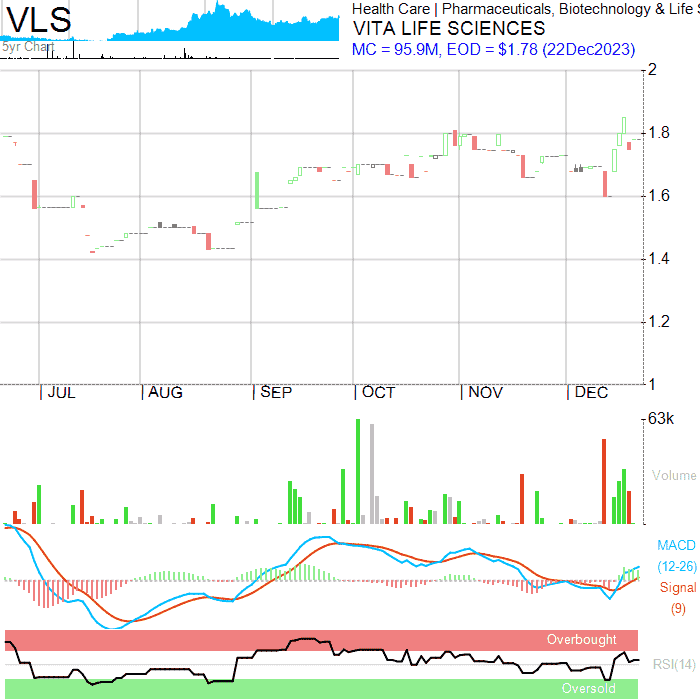 VLS
5yr Chart
Health Care | Pharmaceuticals, Biotechnology & Life S
VITA LIFE SCIENCES
MC = 95.9M, EOD = $1.78 (22Dec2023)
2
1.8
1.6
1.4
1.2
1
JUL AUG SEP OCT NOV DEC
63k
Volume
MACD
(12-26)
Signal
(9)
Overbought
RSI(14)
Oversold